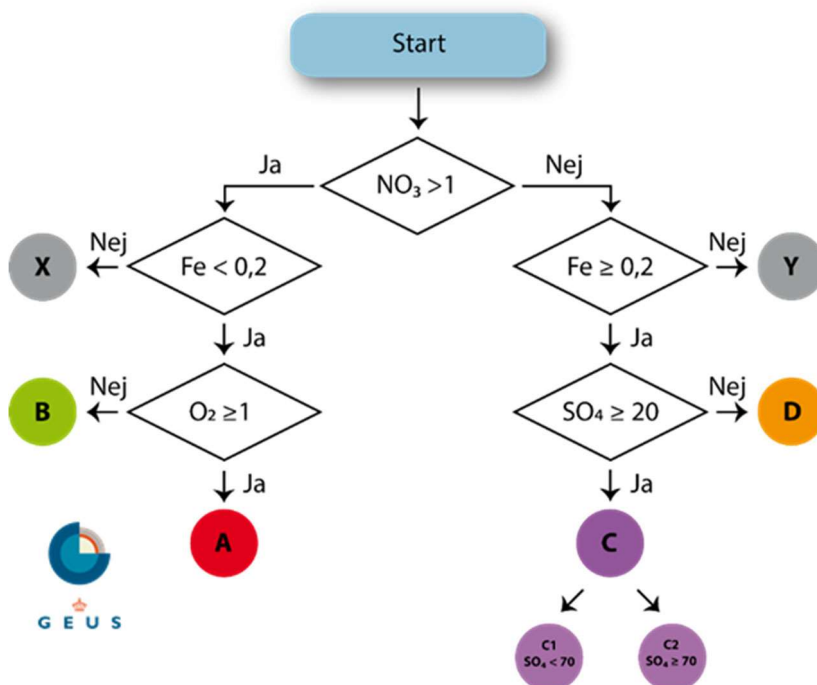 Start
Ja
Nej
NO₃ >1
Nej
Nej
X
Fe < 0,2
Fe ≥ 0,2
Y
Ja
Ja
Nej
Nej
B
O₂ ≥1
SO₄ ≥ 20
D
Ja
Ja
A
C
GEUS
C1
SO₄ < 70
C2
SO₄ ≥ 70